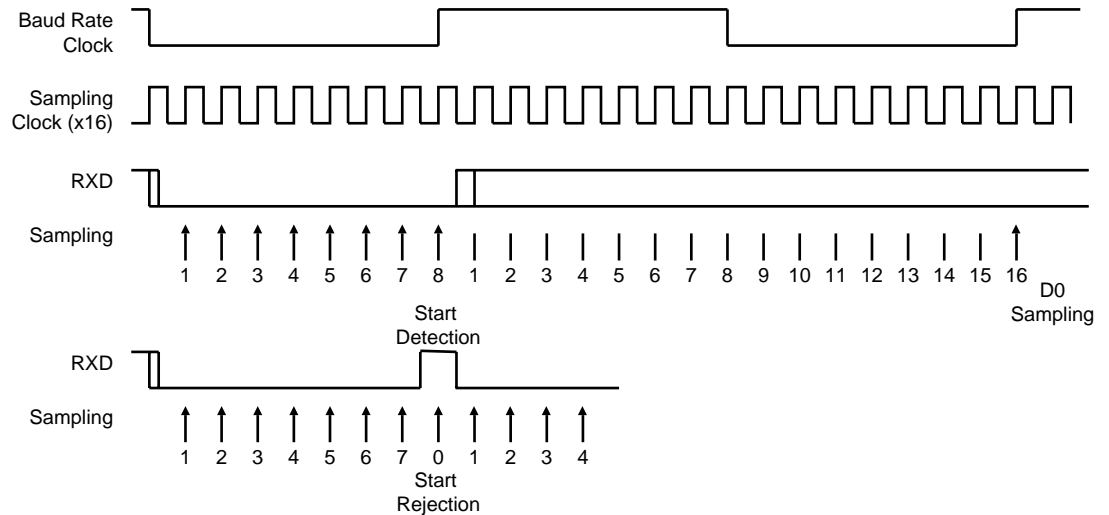 Baud Rate
Clock
Sampling
Clock (x16)
RXD
Sampling
1 2 3 4 5 6 7 8 1 2 3 4 5 6 7 8 9 10 11 12 13 14 15 16
D0
Sampling
Start
Detection
RXD
Sampling
1 2 3 4 5 6 7 0 1 2 3 4
Start
Rejection